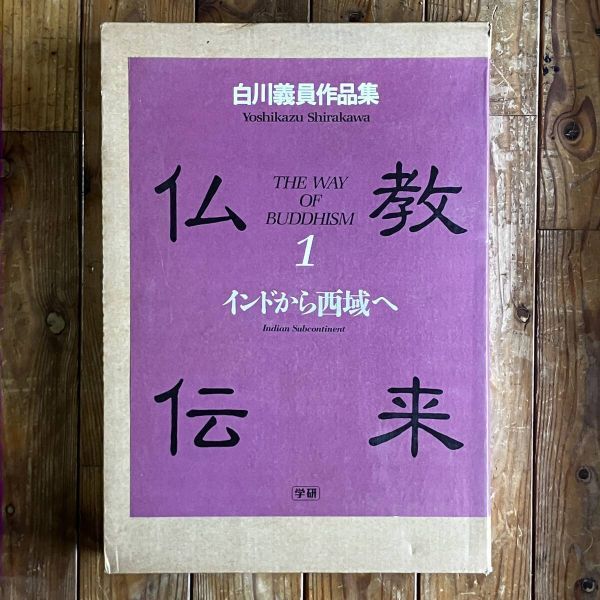 白川義員作品集
Yoshikazu Shirakawa
仏教
THE WAY
OF
BUDDHISM
1
インドから西域へ
Indian Subcontinent
伝来
学研